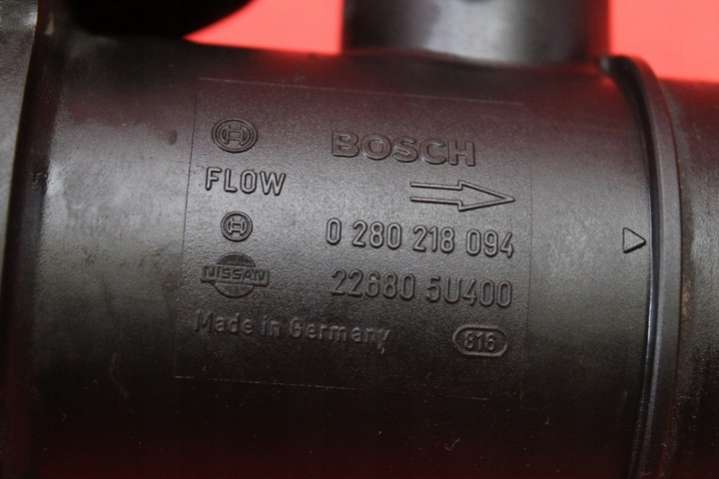 BOSCH
FLOW
0 280 218 094
NISSAN 22680 5U400
Made in Germany 816